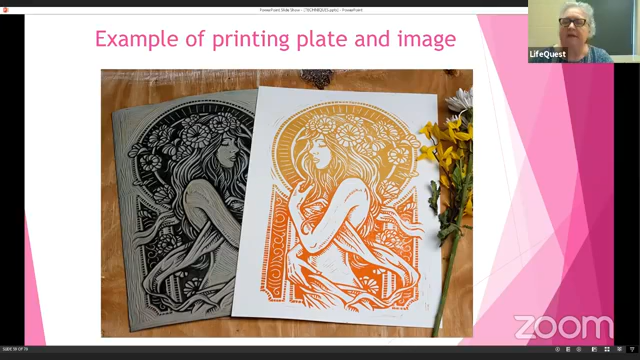 PowerPoint Slide Show - [TECHNIQUES.pptx] - PowerPoint
Example of printing plate and image
LifeQuest
zoom